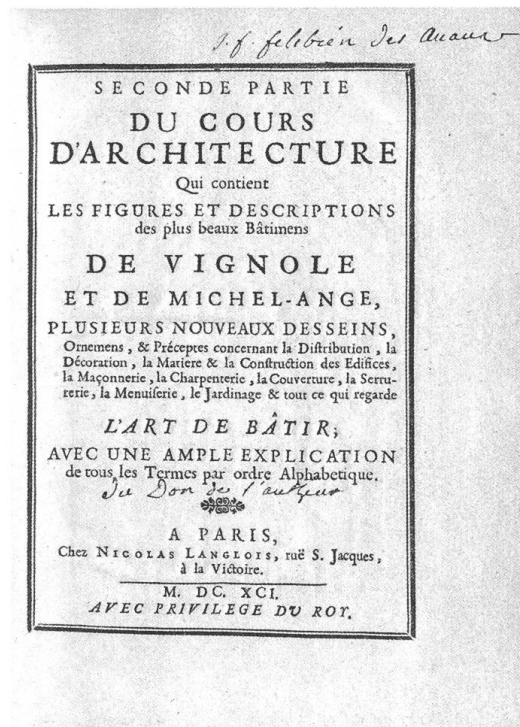 J. f. felibien des Avaux
SECONDE PARTIE
DU COURS
D'ARCHITECTURE
Qui contient
LES FIGURES ET DESCRIPTIONS
des plus beaux Bâtimens
DE VIGNOLE
ET DE MICHEL-ANGE,
PLUSIEURS NOUVEAUX DESSEINS,
Ornemens, & Préceptes concernant la Diſtribution, la
Décoration, la Matiere & la Conſtruction des Edifices,
la Maçonnerie, la Charpenterie, la Couverture, la Serru-
rerie, la Menuiſerie, le Jardinage & tout ce qui regarde
L'ART DE BÂTIR;
AVEC UNE AMPLE EXPLICATION
de tous les Termes par ordre Alphabetique.
Du Don de l'autheur
A PARIS,
Chez NICOLAS LANGLOIS, ruë S. Jacques,
à la Victoire.
M. DC. XCI.
AVEC PRIVILEGE DU ROY.